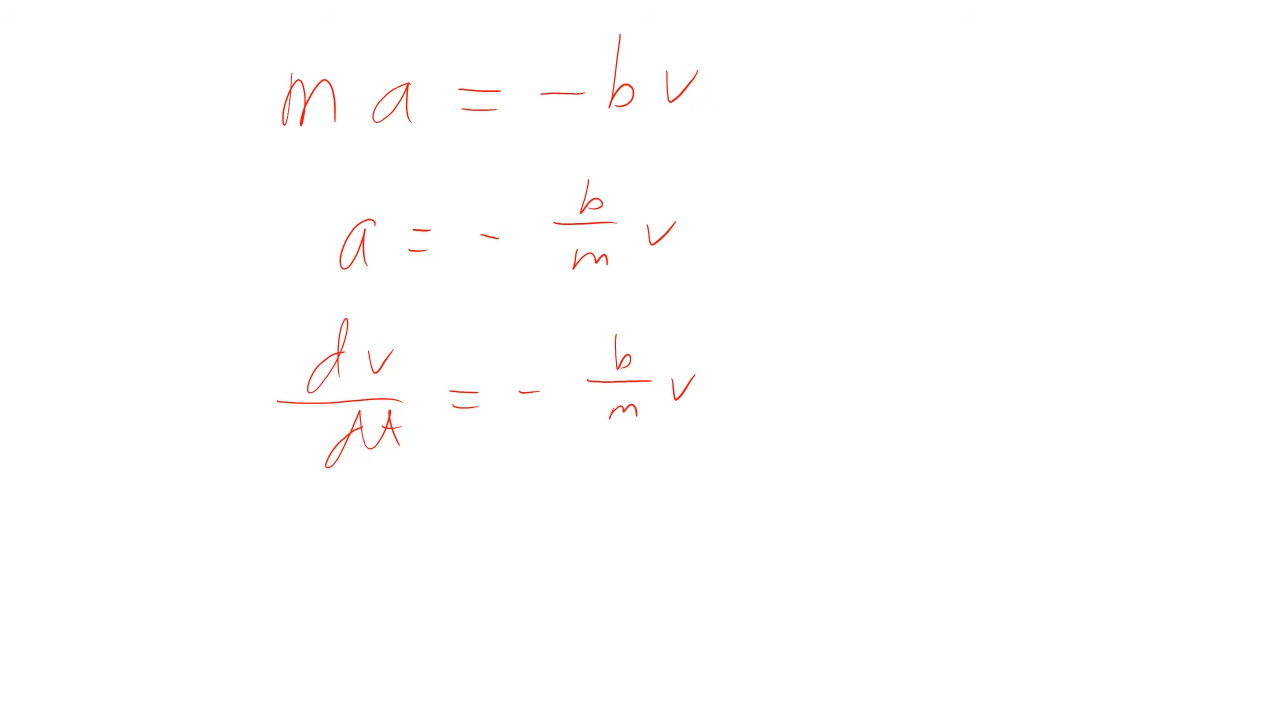 m a = - b v
a = - b/m v
dv/dt = - b/m v